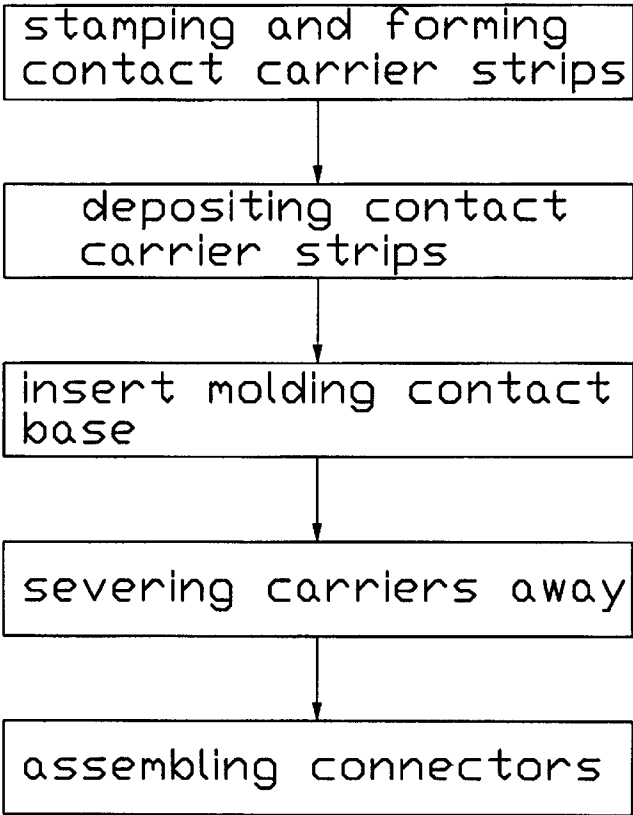 stamping and forming
contact carrier strips
depositing contact
carrier strips
insert molding contact
base
severing carriers away
assembling connectors